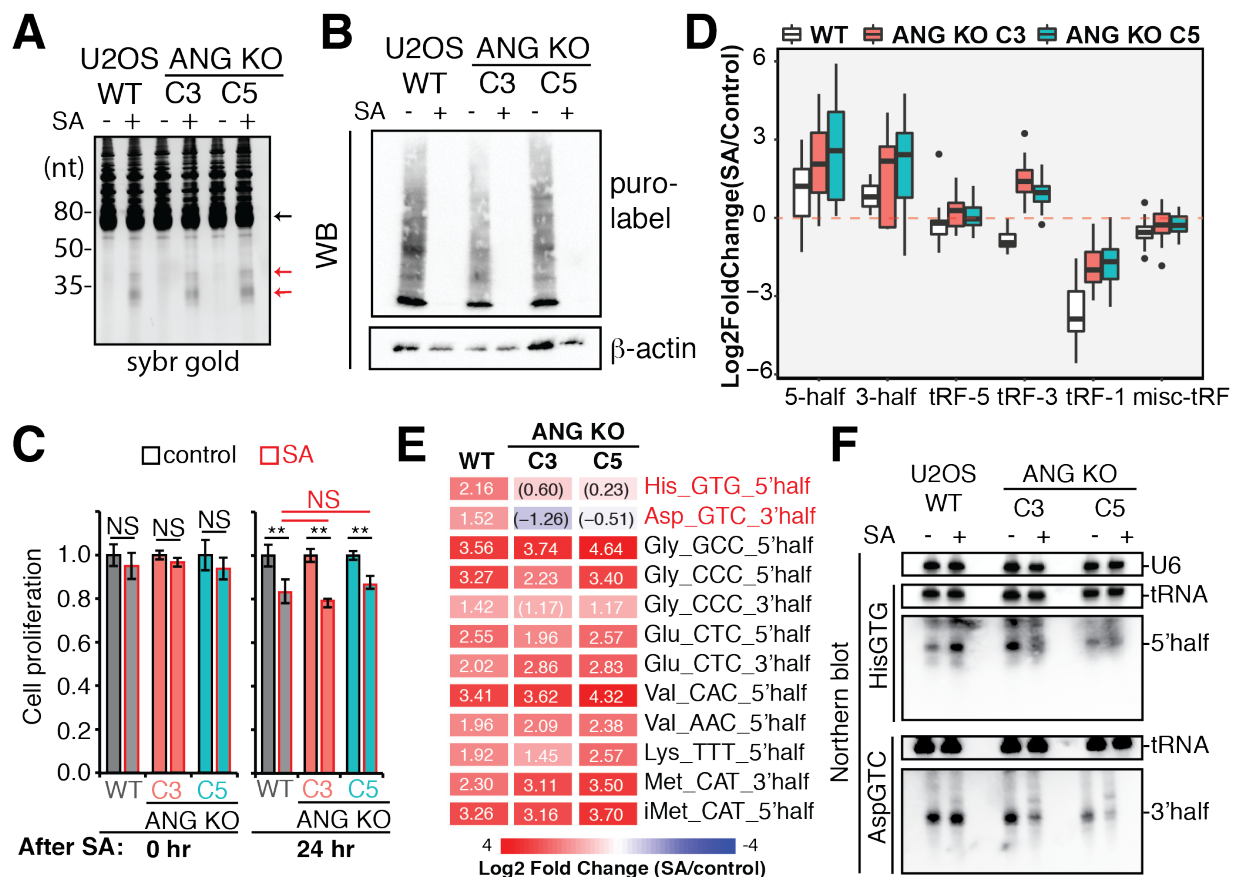 A
U2OS ANG KO
WT C3 C5
SA - + - + - +
(nt)
80-
50-
35-
sybr gold
B
U2OS ANG KO
WT C3 C5
SA - + - + - +
WB
puro-
label
β-actin
C
control SA
Cell proliferation
NS NS NS
NS
** ** **
1.0
0.8
0.6
0.4
0.2
0.0
WT C3 C5 WT C3 C5
ANG KO ANG KO
After SA: 0 hr 24 hr
D
WT ANG KO C3 ANG KO C5
Log2FoldChange(SA/Control)
6
3
0
−3
−6
5-half 3-half tRF-5 tRF-3 tRF-1 misc-tRF
E
ANG KO
WT C3 C5
2.16 (0.60) (0.23) His_GTG_5’half
1.52 (−1.26) (−0.51) Asp_GTC_3’half
3.56 3.74 4.64 Gly_GCC_5’half
3.27 2.23 3.40 Gly_CCC_5’half
1.42 (1.17) 1.17 Gly_CCC_3’half
2.55 1.96 2.57 Glu_CTC_5’half
2.02 2.86 2.83 Glu_CTC_3’half
3.41 3.62 4.32 Val_CAC_5’half
1.96 2.09 2.38 Val_AAC_5’half
1.92 1.45 2.57 Lys_TTT_5’half
2.30 3.11 3.50 Met_CAT_3’half
3.26 3.16 3.70 iMet_CAT_5’half
4 -4
Log2 Fold Change (SA/control)
F
U2OS ANG KO
WT C3 C5
SA - + - + - +
Northern blot
-U6
HisGTG
-tRNA
5’half
AspGTC
-tRNA
-3’half